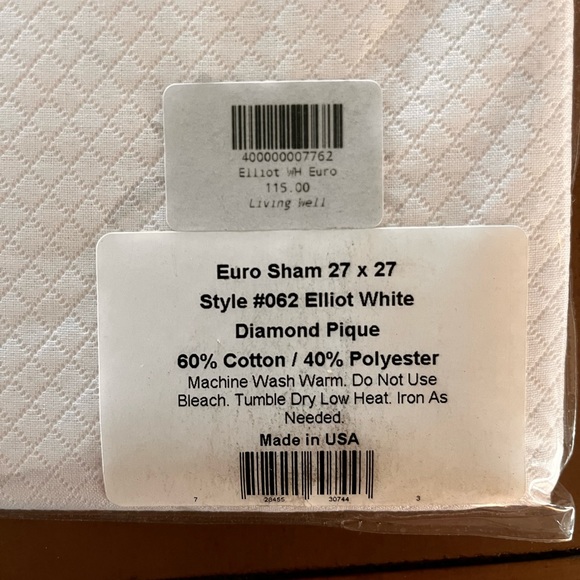 400000007762
Elliot WH Euro
115.00
Living Well
Euro Sham 27 x 27
Style #062 Elliot White
Diamond Pique
60% Cotton / 40% Polyester
Machine Wash Warm. Do Not Use
Bleach. Tumble Dry Low Heat. Iron As
Needed.
Made in USA
7 28455 30744 3